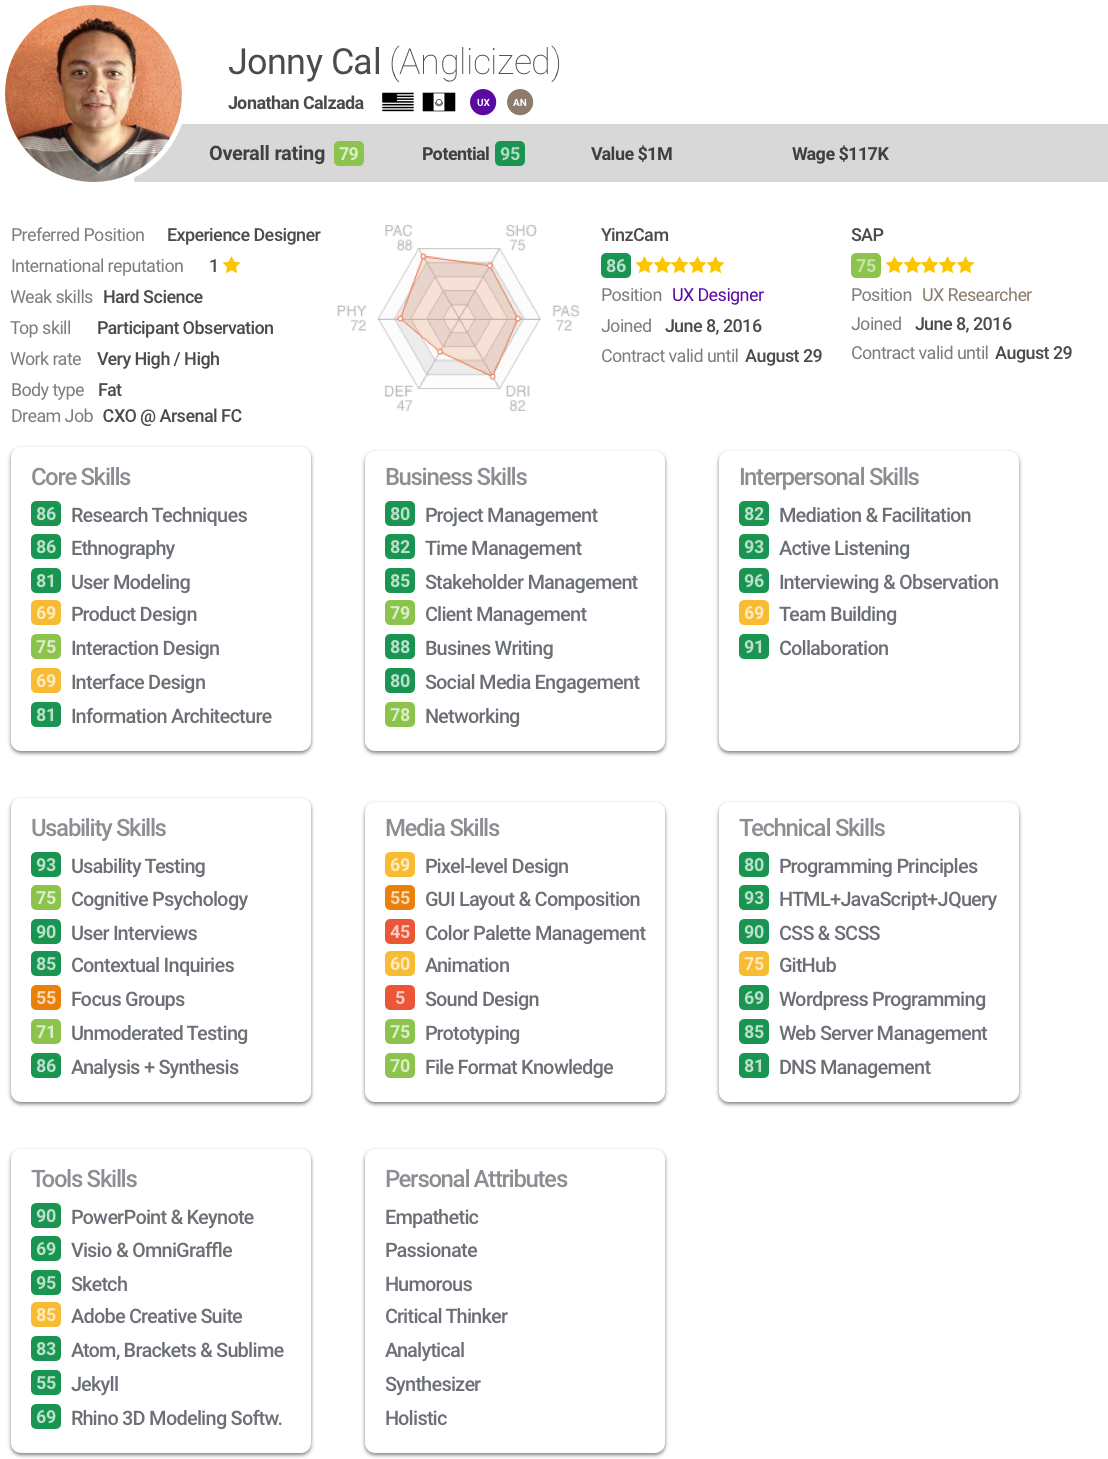 Jonny Cal (Anglicized)
Jonathan Calzada UX AN
Overall rating 79 Potential 95 Value $1M Wage $117K
Preferred Position Experience Designer
International reputation 1
Weak skills Hard Science
Top skill Participant Observation
Work rate Very High / High
Body type Fat
Dream Job CXO @ Arsenal FC
PAC
88
SHO
75
PHY
72
PAS
72
DEF
47
DRI
82
YinzCam
86
Position UX Designer
Joined June 8, 2016
Contract valid until August 29
SAP
75
Position UX Researcher
Joined June 8, 2016
Contract valid until August 29
Core Skills
86 Research Techniques
86 Ethnography
81 User Modeling
69 Product Design
75 Interaction Design
69 Interface Design
81 Information Architecture
Business Skills
80 Project Management
82 Time Management
85 Stakeholder Management
79 Client Management
88 Busines Writing
80 Social Media Engagement
78 Networking
Interpersonal Skills
82 Mediation & Facilitation
93 Active Listening
96 Interviewing & Observation
69 Team Building
91 Collaboration
Usability Skills
93 Usability Testing
75 Cognitive Psychology
90 User Interviews
85 Contextual Inquiries
55 Focus Groups
71 Unmoderated Testing
86 Analysis + Synthesis
Media Skills
69 Pixel-level Design
55 GUI Layout & Composition
45 Color Palette Management
60 Animation
5 Sound Design
75 Prototyping
70 File Format Knowledge
Technical Skills
80 Programming Principles
93 HTML+JavaScript+JQuery
90 CSS & SCSS
75 GitHub
69 Wordpress Programming
85 Web Server Management
81 DNS Management
Tools Skills
90 PowerPoint & Keynote
69 Visio & OmniGraffle
95 Sketch
85 Adobe Creative Suite
83 Atom, Brackets & Sublime
55 Jekyll
69 Rhino 3D Modeling Softw.
Personal Attributes
Empathetic
Passionate
Humorous
Critical Thinker
Analytical
Synthesizer
Holistic